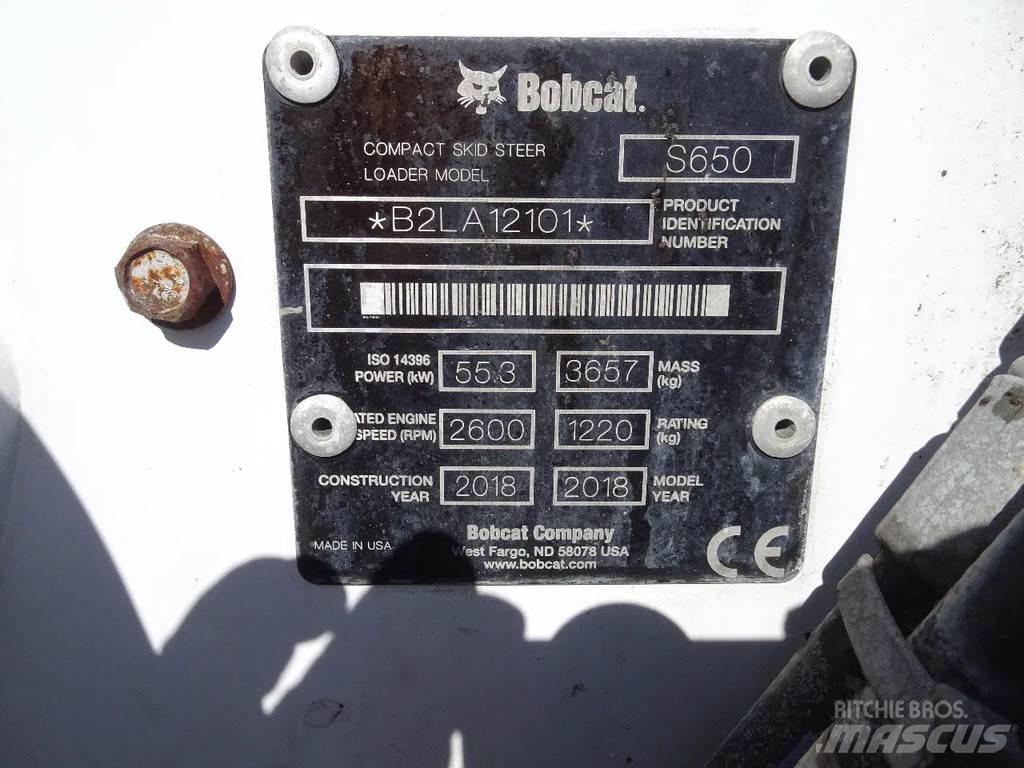 Bobcat.
COMPACT SKID STEER
LOADER MODEL
S650
*B2LA12101*
PRODUCT
IDENTIFICATION
NUMBER
ISO 14396
POWER (kW)
55.3
3657
MASS
(kg)
ATED ENGINE
SPEED (RPM)
2600
1220
RATING
(kg)
CONSTRUCTION
YEAR
2018
2018
MODEL
YEAR
Bobcat Company
MADE IN USA
West Fargo, ND 58078 USA
www.bobcat.com
CE
RITCHIE BROS.
MASCUS